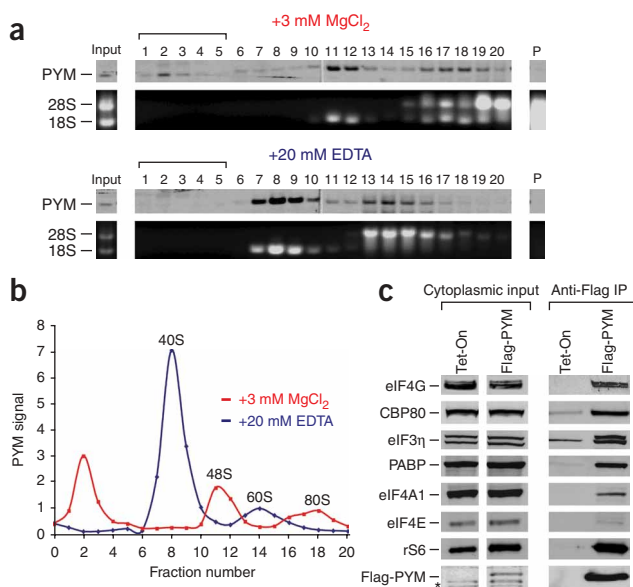 a
+3 mM MgCl2
Input 1 2 3 4 5 6 7 8 9 10 11 12 13 14 15 16 17 18 19 20 P
PYM
28S
18S
+20 mM EDTA
Input 1 2 3 4 5 6 7 8 9 10 11 12 13 14 15 16 17 18 19 20 P
PYM
28S
18S
b
8
7
6
5
4
3
2
1
0
PYM signal
40S
+3 mM MgCl2
+20 mM EDTA
48S
60S
80S
0 2 4 6 8 10 12 14 16 18 20
Fraction number
c
Cytoplasmic input Anti-Flag IP
Tet-On Flag-PYM Tet-On Flag-PYM
eIF4G
CBP80
eIF3η
PABP
eIF4A1
eIF4E
rS6
Flag-PYM
*